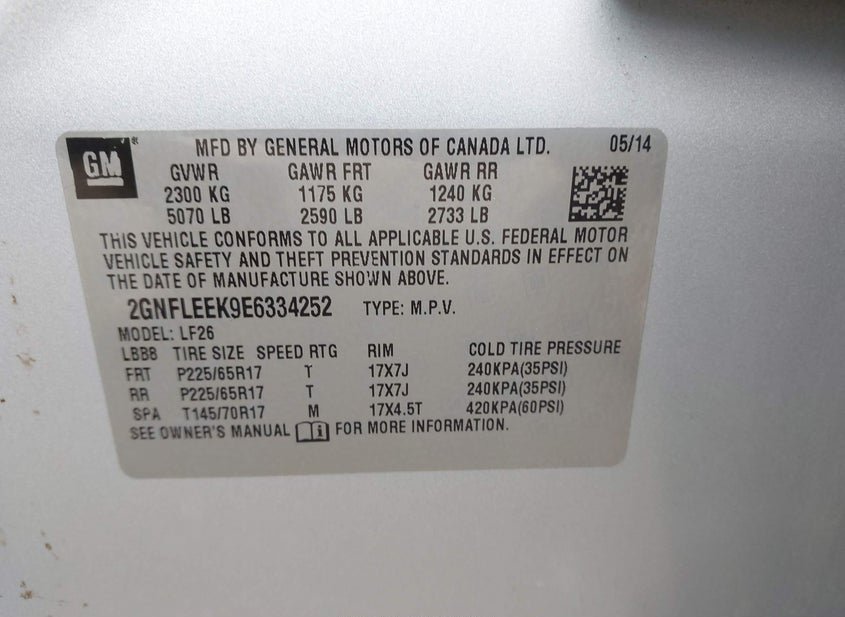 GM
MFD BY GENERAL MOTORS OF CANADA LTD. 05/14
GVWR GAWR FRT GAWR RR
2300 KG 1175 KG 1240 KG
5070 LB 2590 LB 2733 LB
THIS VEHICLE CONFORMS TO ALL APPLICABLE U.S. FEDERAL MOTOR
VEHICLE SAFETY AND THEFT PREVENTION STANDARDS IN EFFECT ON
THE DATE OF MANUFACTURE SHOWN ABOVE.
2GNFLEEK9E6334252 TYPE: M.P.V.
MODEL: LF26
LBB8 TIRE SIZE SPEED RTG RIM COLD TIRE PRESSURE
FRT P225/65R17 T 17X7J 240KPA(35PSI)
RR P225/65R17 T 17X7J 240KPA(35PSI)
SPA T145/70R17 M 17X4.5T 420KPA(60PSI)
SEE OWNER'S MANUAL i FOR MORE INFORMATION.